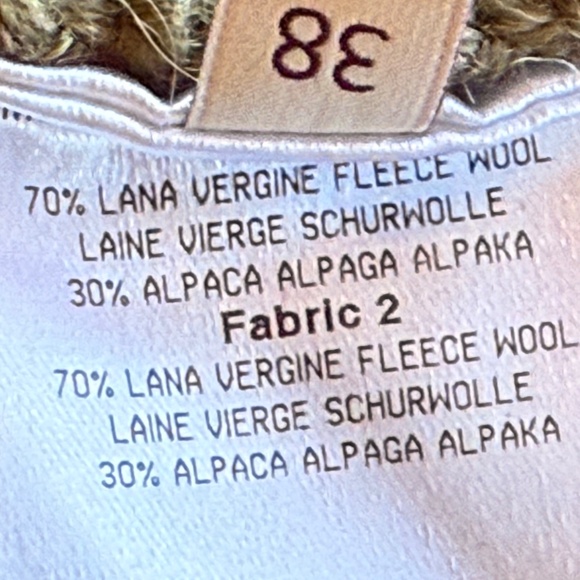 38
70% LANA VERGINE FLEECE WOOL
LAINE VIERGE SCHURWOLLE
30% ALPACA ALPAGA ALPAKA
Fabric 2
70% LANA VERGINE FLEECE WOOL
LAINE VIERGE SCHURWOLLE
30% ALPACA ALPAGA ALPAKA